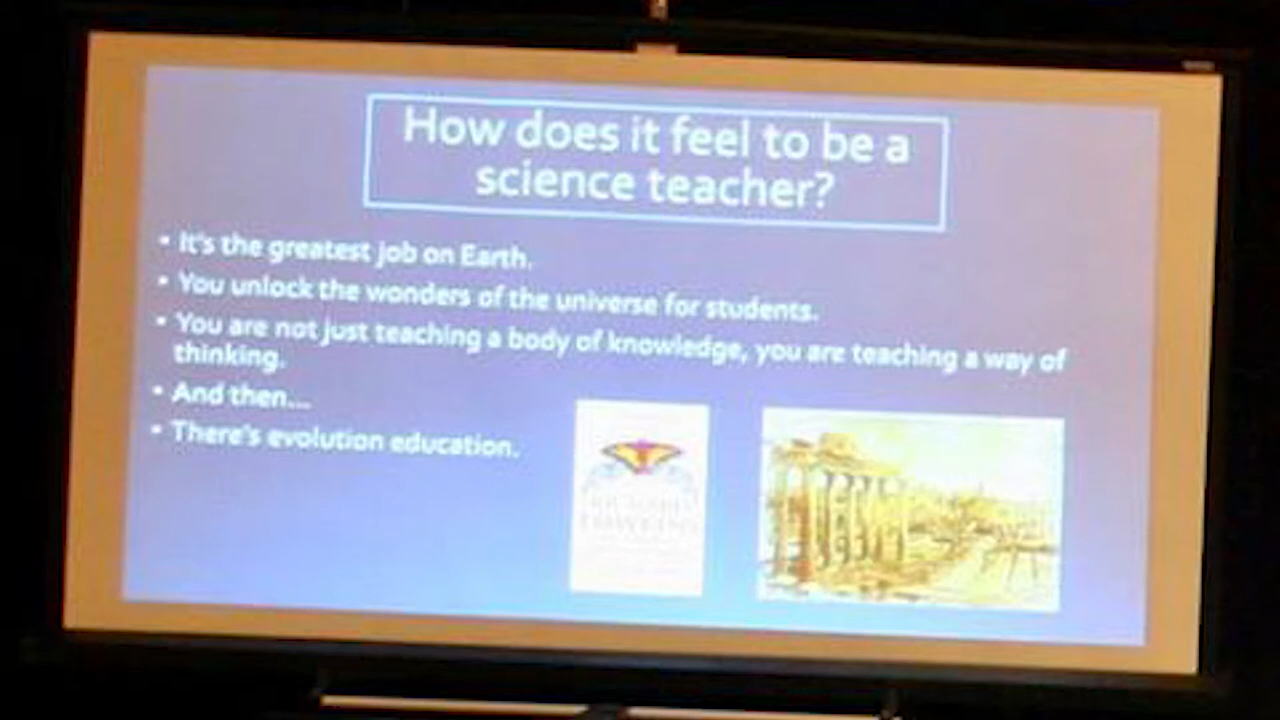 How does it feel to be a
science teacher?
• It's the greatest job on Earth.
• You unlock the wonders of the universe for students.
• You are not just teaching a body of knowledge, you are teaching a way of
thinking.
• And then...
• There's evolution education.
RICHARD
DAWKINS